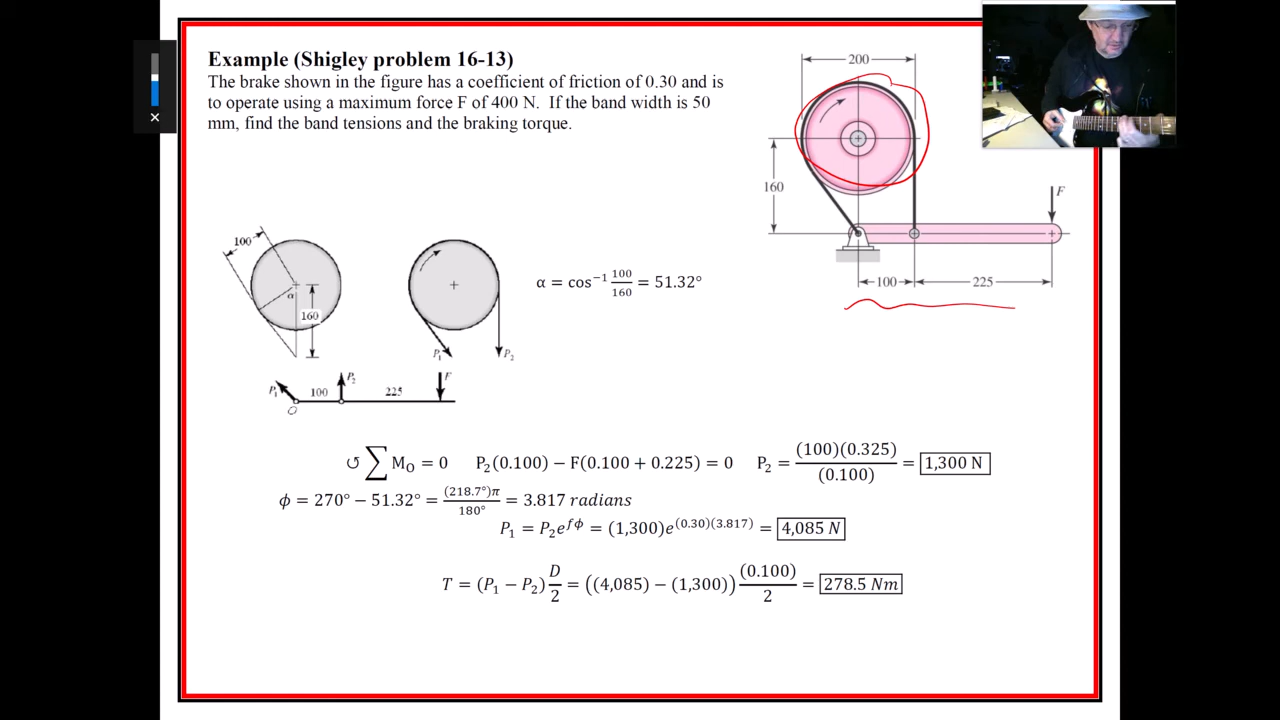 Example (Shigley problem 16-13)
The brake shown in the figure has a coefficient of friction of 0.30 and is
to operate using a maximum force F of 400 N.  If the band width is 50
mm, find the band tensions and the braking torque.
200
160
F
100
225
100
α
160
P₁
P₂
α = cos⁻¹ 100/160 = 51.32°
P₁
100
P₂
225
F
O
↺ ∑ M_O = 0   P₂(0.100) − F(0.100 + 0.225) = 0   P₂ = (100)(0.325)/(0.100) = 1,300 N
ϕ = 270° − 51.32° = (218.7°)π/180° = 3.817 radians
P₁ = P₂e^{fϕ} = (1,300)e^{(0.30)(3.817)} = 4,085 N
T = (P₁ − P₂) D/2 = ((4,085) − (1,300)) (0.100)/2 = 278.5 Nm